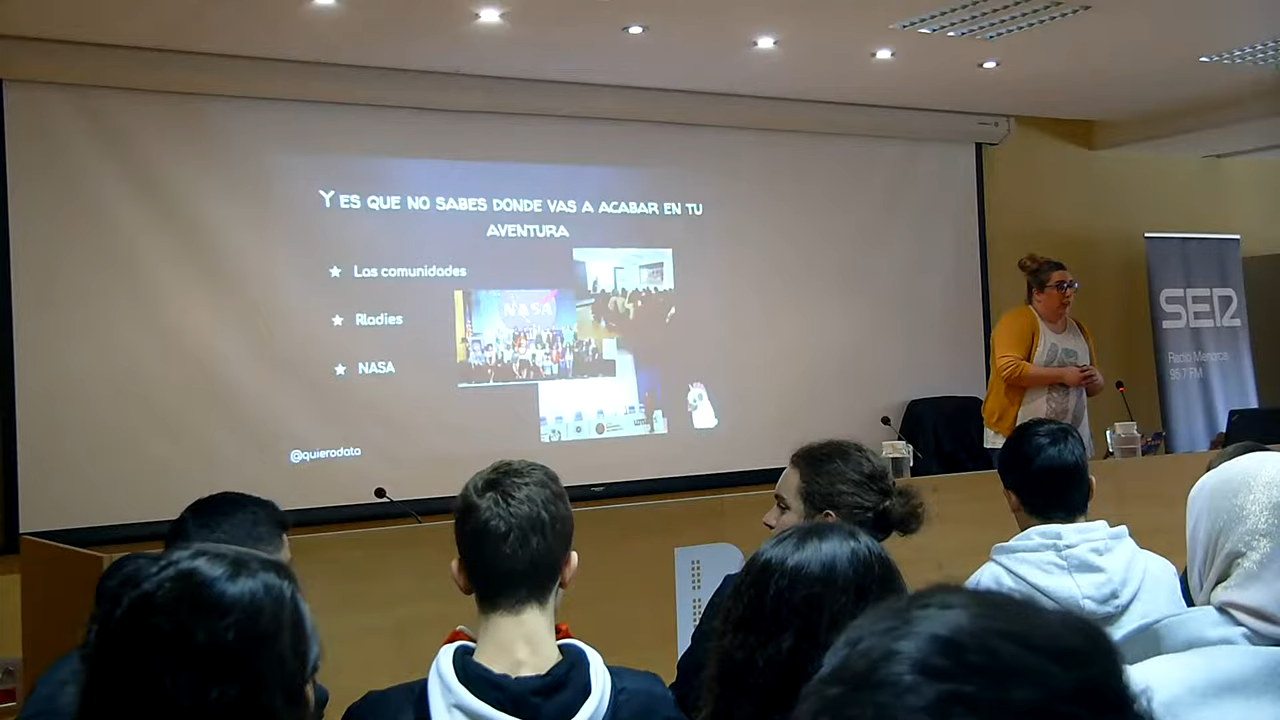 Y ES QUE NO SABES DONDE VAS A ACABAR EN TU
AVENTURA
Las comunidades
Rladies
NASA
NASA
@quierodato
SER
Radio Menorca
95.7 FM